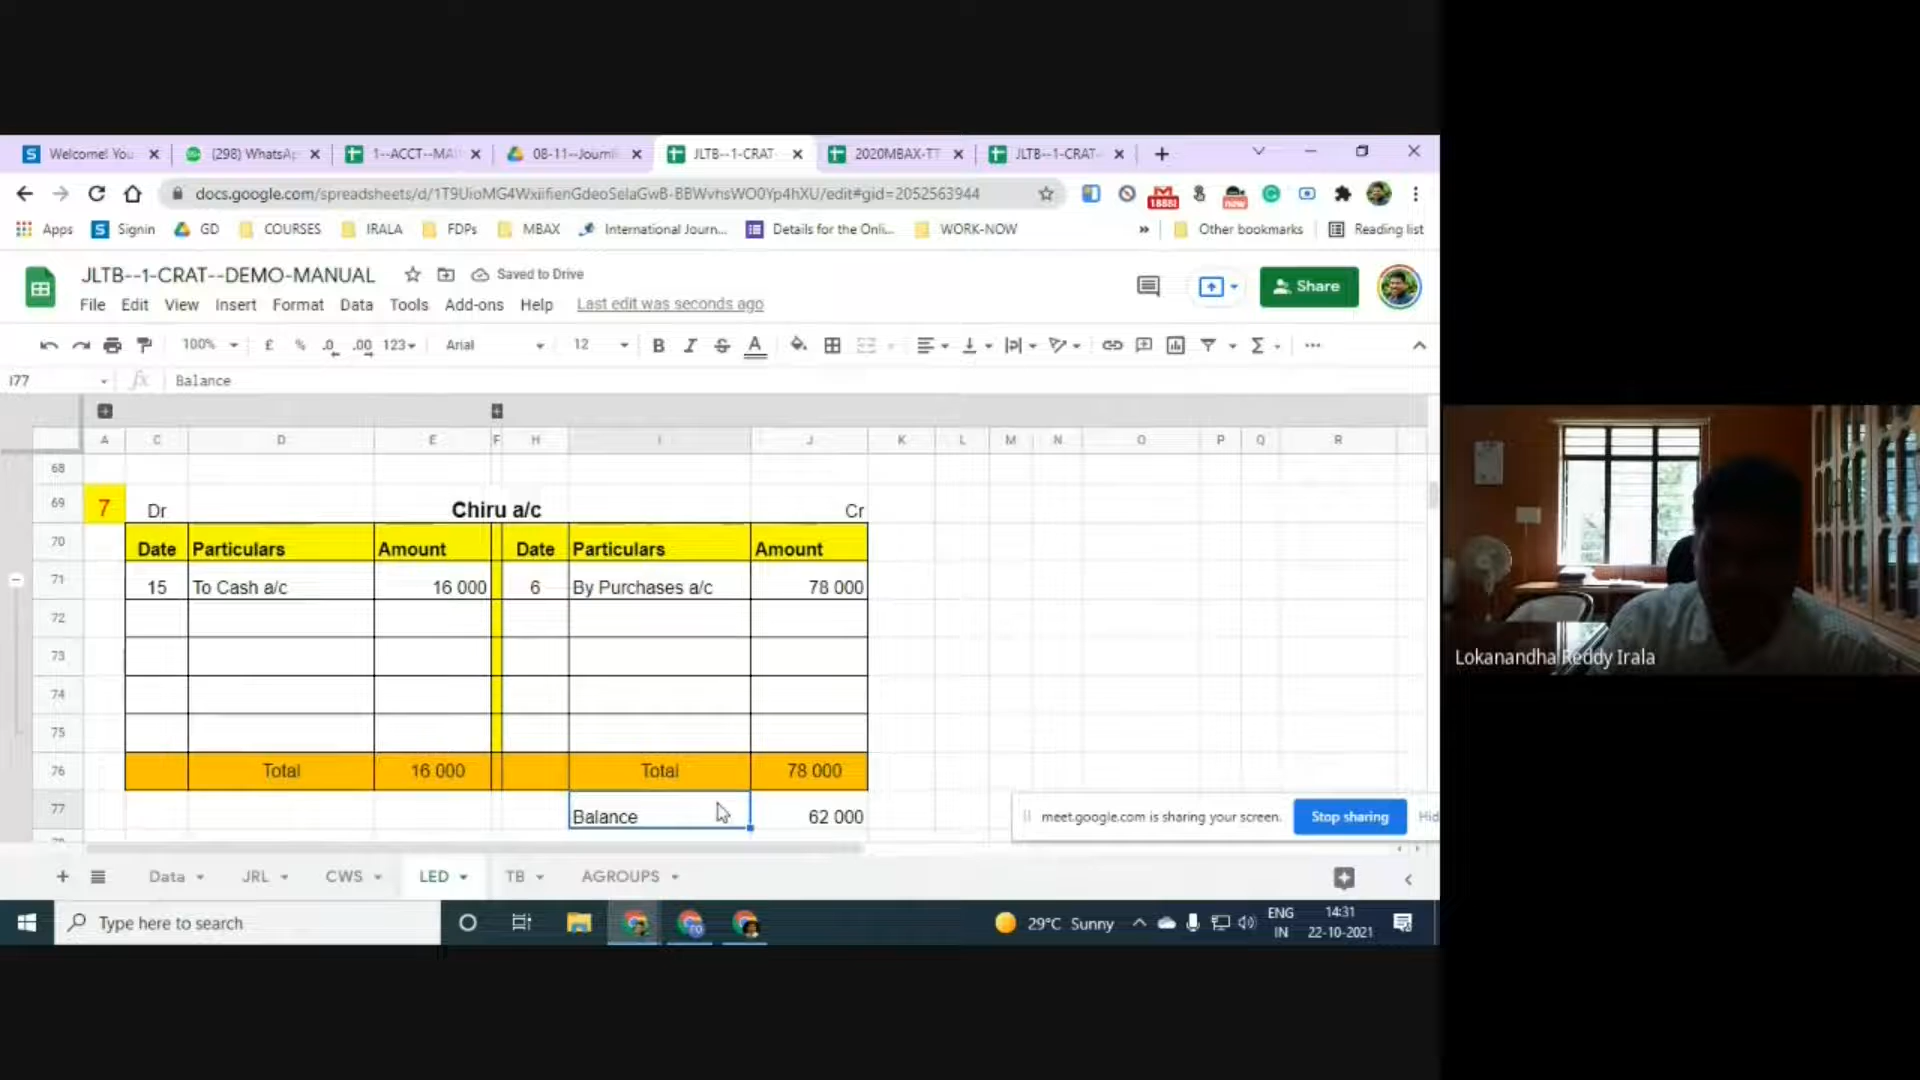 Welcome! You
(298) WhatsAp
1--ACCT--MA
08-11--Journ
JLTB--1-CRAT-
2020MBAX-TT
JLTB--1-CRAT-
docs.google.com/spreadsheets/d/1T9UioMG4WxiifienGdeoSelaGwB-BBWvhsWO0Yp4hXU/edit#gid=2052563944
Apps
Signin
GD
COURSES
IRALA
FDPs
MBAX
International Journ...
Details for the Onli...
WORK-NOW
»
Other bookmarks
Reading list
JLTB--1-CRAT--DEMO-MANUAL
Saved to Drive
File Edit View Insert Format Data Tools Add-ons Help Last edit was seconds ago
Share
100% £ % .0 .00 123 Arial 12 B I S A Σ
I77 fx Balance
A C D E F H I J K L M N O P Q R
68
69 7 Dr Chiru a/c Cr
70 Date Particulars Amount Date Particulars Amount
71 15 To Cash a/c 16 000 6 By Purchases a/c 78 000
72
73
74
75
76 Total 16 000 Total 78 000
77 Balance 62 000
meet.google.com is sharing your screen. Stop sharing Hid
Data JRL CWS LED TB AGROUPS
Type here to search
29°C Sunny
ENG
IN
14:31
22-10-2021
Lokanandha Reddy Irala